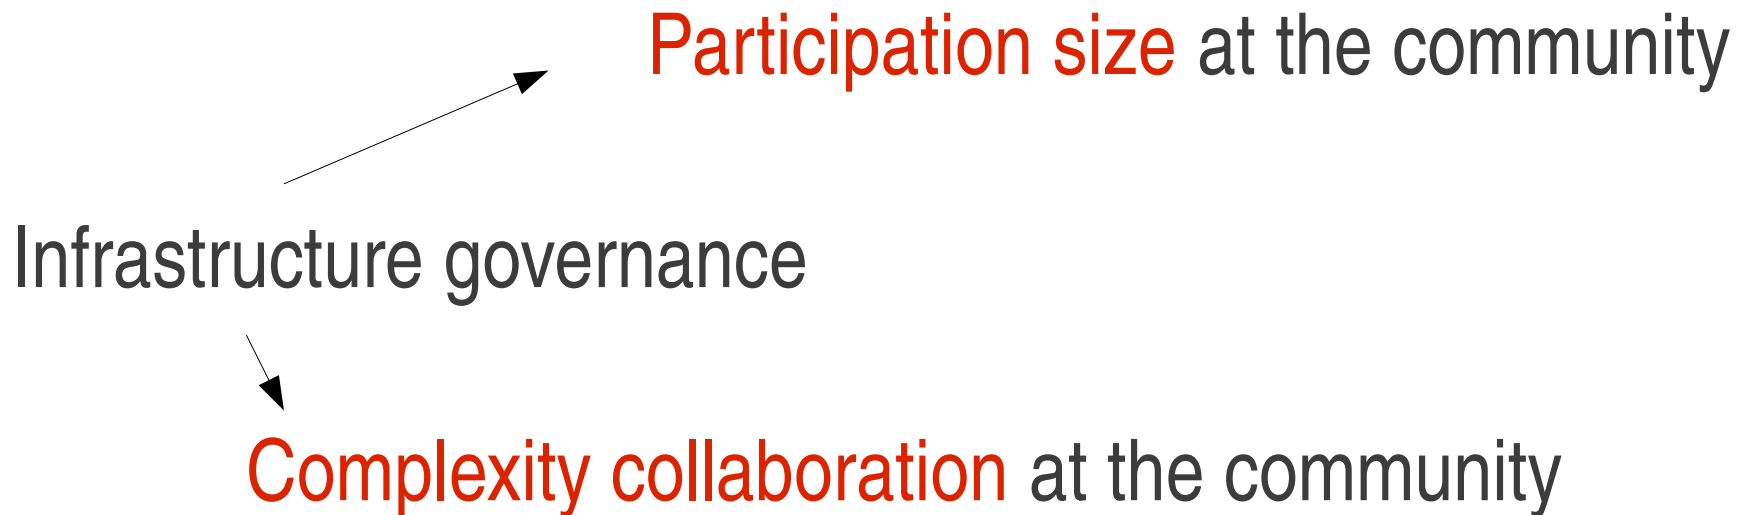 Participation size at the community
Infrastructure governance
Complexity collaboration at the community